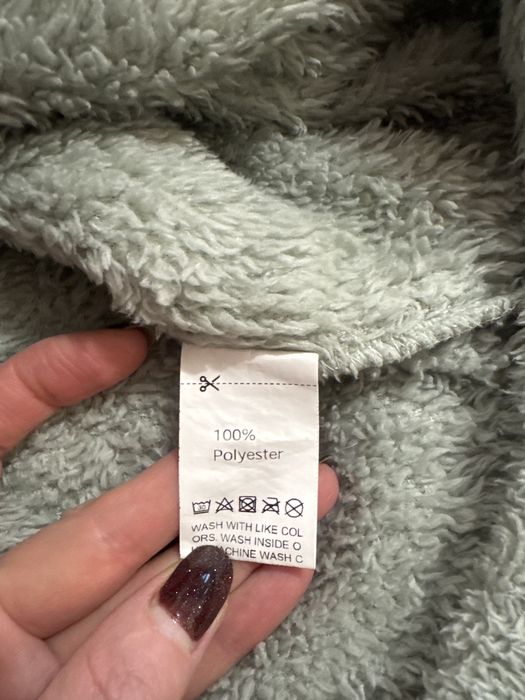 100%
Polyester
WASH WITH LIKE COL
ORS. WASH INSIDE O
MACHINE WASH C